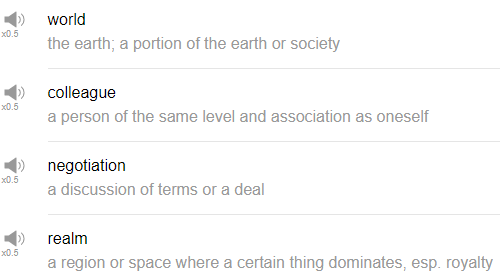 world
the earth; a portion of the earth or society
x0.5
colleague
a person of the same level and association as oneself
x0.5
negotiation
a discussion of terms or a deal
x0.5
realm
a region or space where a certain thing dominates, esp. royalty
x0.5